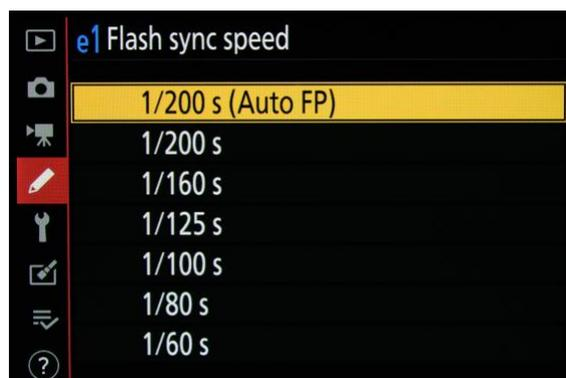 e1 Flash sync speed
1/200 s (Auto FP)
1/200 s
1/160 s
1/125 s
1/100 s
1/80 s
1/60 s
?